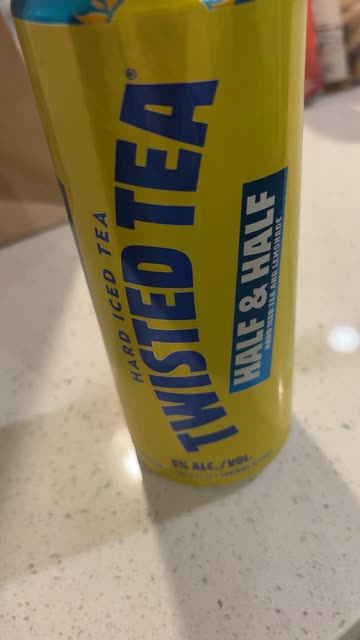 HARD ICED TEA
TWISTED TEA®
HALF & HALF
HARD ICED TEA AND LEMONADE
5% ALC./VOL.